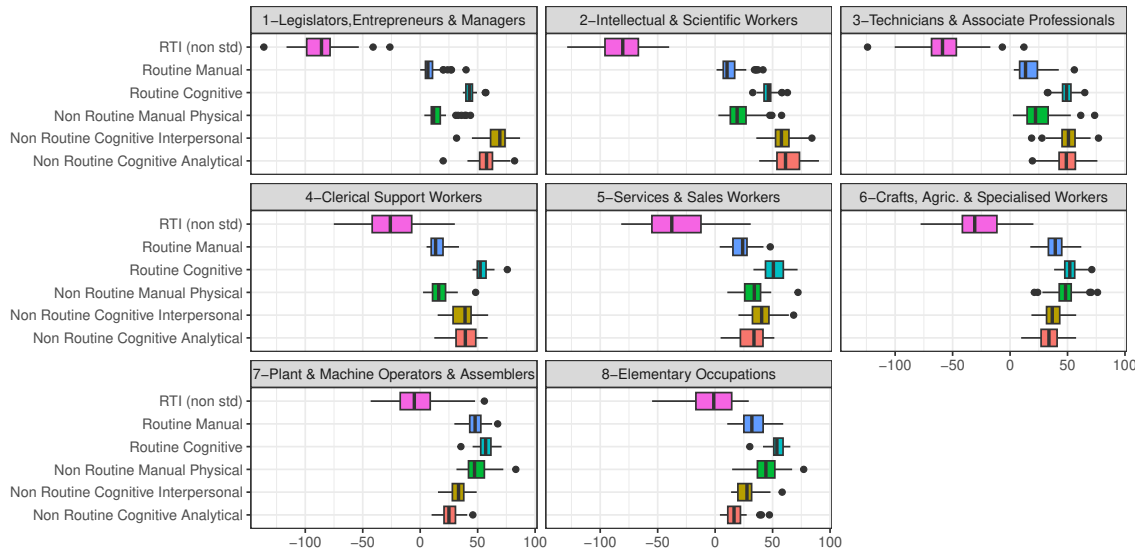 1−Legislators,Entrepreneurs & Managers
2−Intellectual & Scientific Workers
3−Technicians & Associate Professionals
RTI (non std)
Routine Manual
Routine Cognitive
Non Routine Manual Physical
Non Routine Cognitive Interpersonal
Non Routine Cognitive Analytical
4−Clerical Support Workers
5−Services & Sales Workers
6−Crafts, Agric. & Specialised Workers
RTI (non std)
Routine Manual
Routine Cognitive
Non Routine Manual Physical
Non Routine Cognitive Interpersonal
Non Routine Cognitive Analytical
−100 −50 0 50 100
7−Plant & Machine Operators & Assemblers
8−Elementary Occupations
RTI (non std)
Routine Manual
Routine Cognitive
Non Routine Manual Physical
Non Routine Cognitive Interpersonal
Non Routine Cognitive Analytical
−100 −50 0 50 100
−100 −50 0 50 100